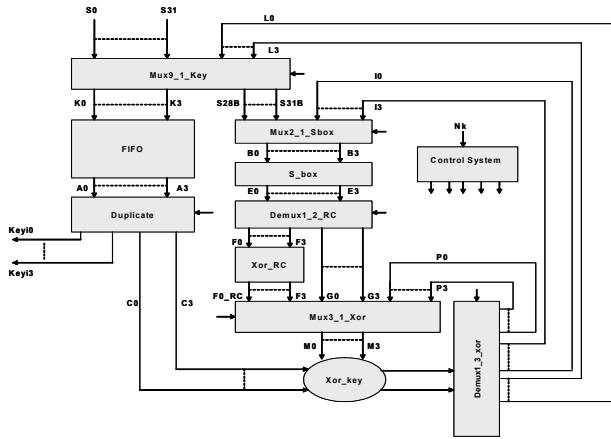 S0 S31 L0
L3
Mux9_1_Key
I0
K0 K3 S28B S31B I3
Mux2_1_Sbox
Nk
FIFO
B0 B3
Control System
S_box
A0 A3 E0 E3
Duplicate
Demux1_2_RC
Keyi0
F0 F3
P0
Keyi3
Xor_RC
P3
F0_RC F3 G0 G3
C0 C3
Mux3_1_Xor
M0 M3
Demux1_3_xor
Xor_key